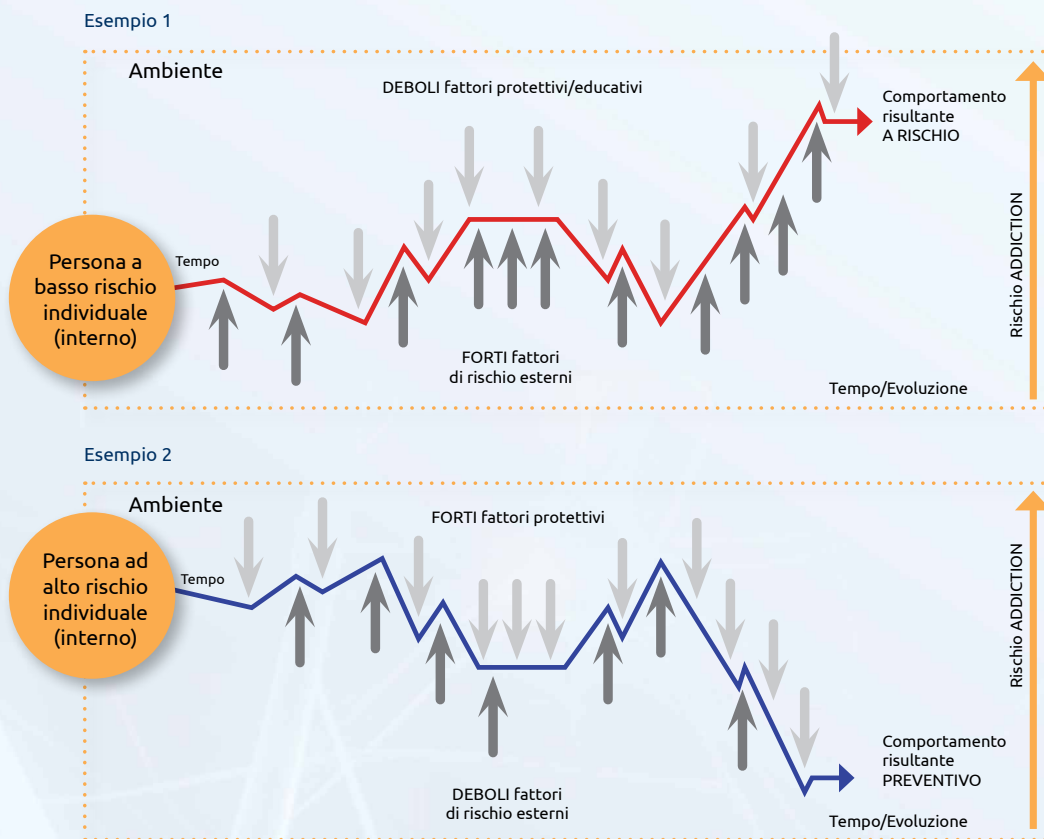 Esempio 1
Ambiente
DEBOLI fattori protettivi/educativi
Comportamento
risultante
A RISCHIO
Rischio ADDICTION
Persona a
basso rischio
individuale
(interno)
Tempo
FORTI fattori
di rischio esterni
Tempo/Evoluzione
Esempio 2
Ambiente
FORTI fattori protettivi
Persona ad
alto rischio
individuale
(interno)
Tempo
Rischio ADDICTION
Comportamento
risultante
PREVENTIVO
DEBOLI fattori
di rischio esterni
Tempo/Evoluzione